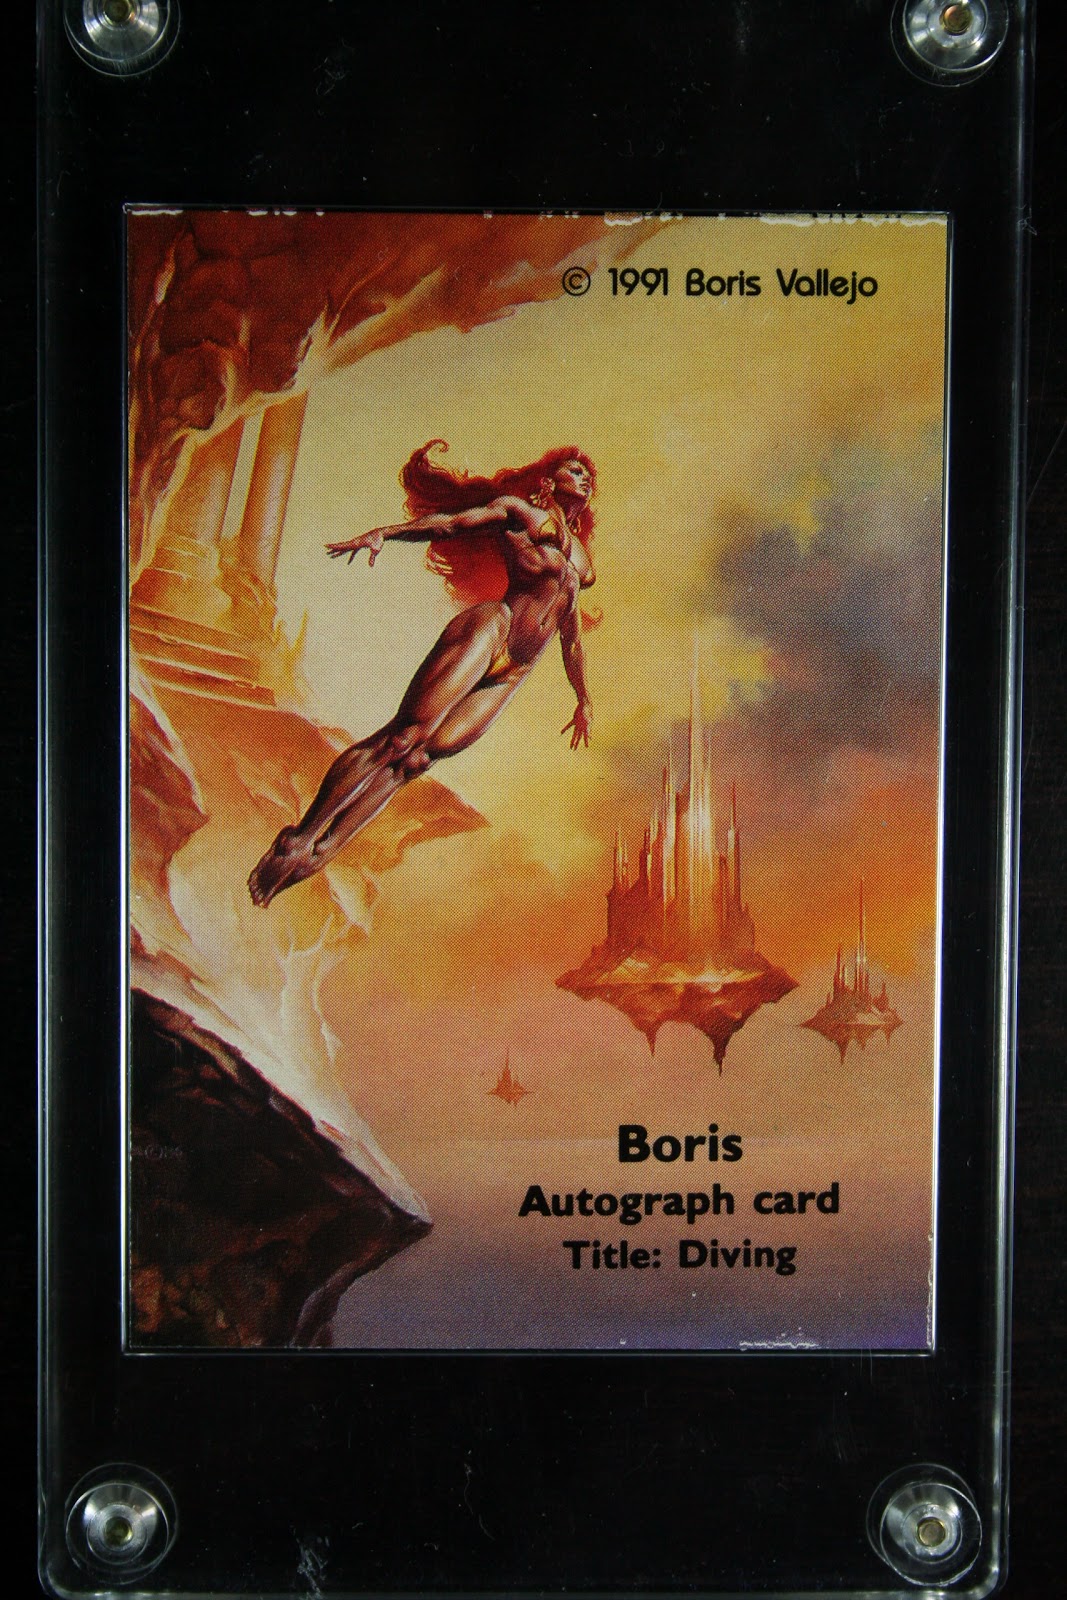 © 1991 Boris Vallejo
Boris
Autograph card
Title: Diving